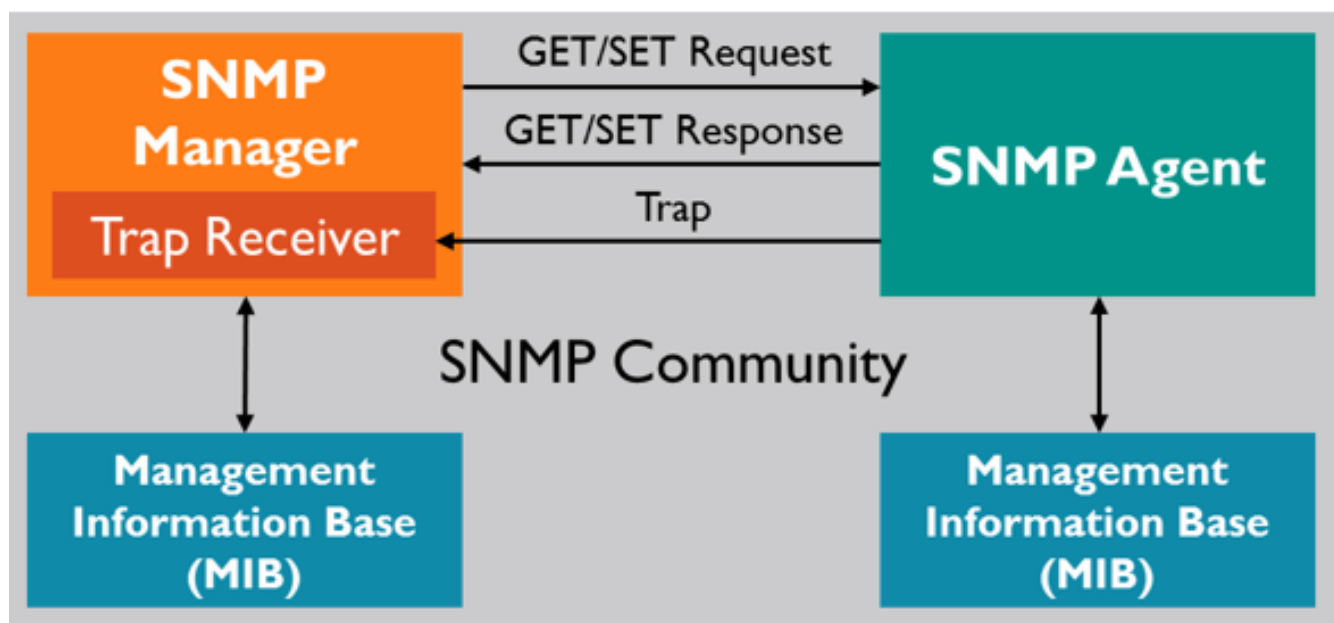 SNMP
Manager
Trap Receiver
GET/SET Request
GET/SET Response
Trap
SNMP Agent
SNMP Community
Management
Information Base
(MIB)
Management
Information Base
(MIB)